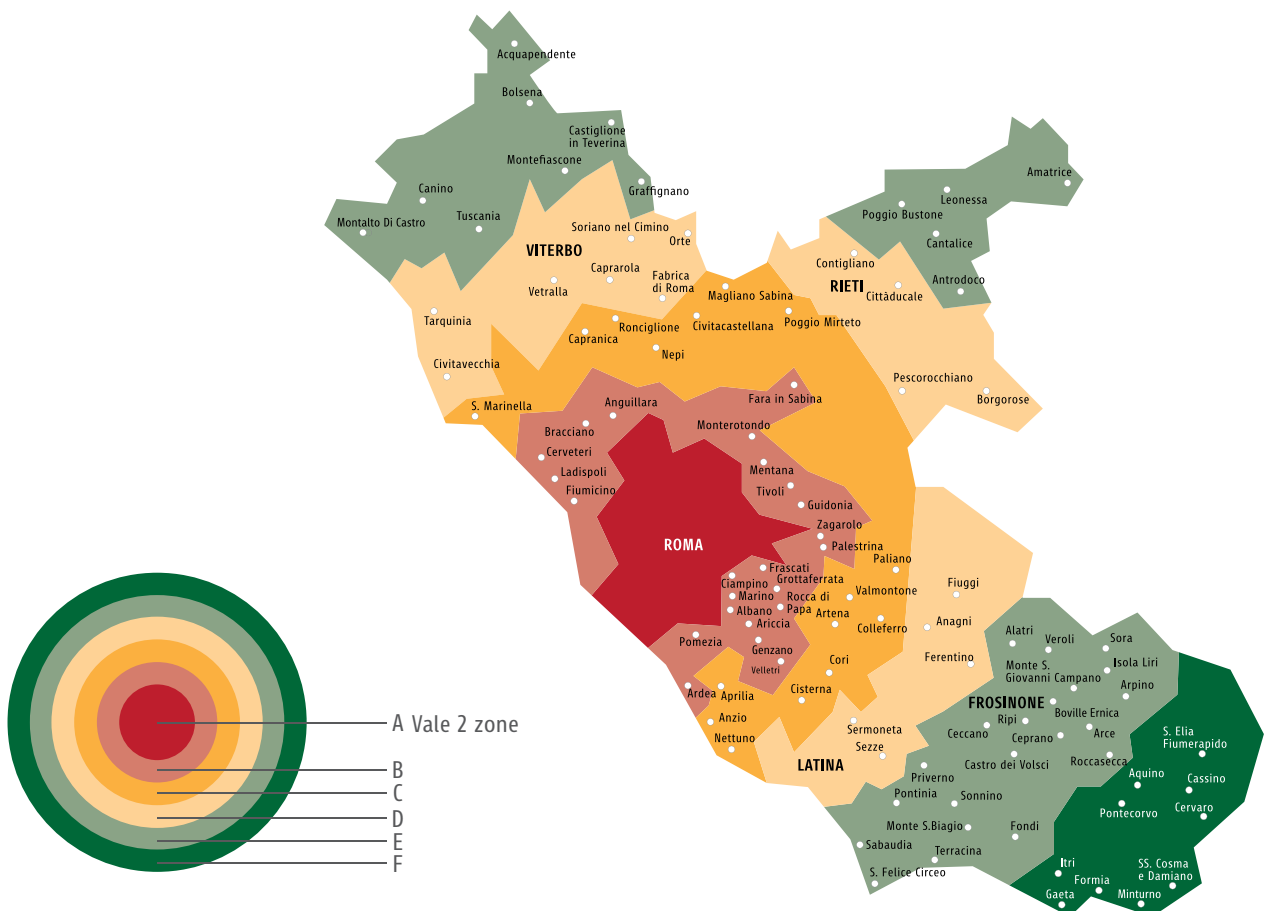 Acquapendente
Bolsena
Castiglione
in Teverina
Montefiascone
Graffignano
Canino
Tuscania
Montalto Di Castro
Amatrice
Leonessa
Poggio Bustone
Cantalice
Antrodoco
Soriano nel Cimino
Orte
VITERBO
Caprarola
Vetralla
Fabrica
di Roma
Contigliano
RIETI
Cittàducale
Magliano Sabina
Tarquinia
Ronciglione
Civitacastellana
Poggio Mirteto
Capranica
Nepi
Civitavecchia
Pescorocchiano
Borgorose
S. Marinella
Anguillara
Fara in Sabina
Bracciano
Monterotondo
Cerveteri
Ladispoli
Mentana
Fiumicino
Tivoli
Guidonia
Zagarolo
ROMA
Palestrina
Paliano
Frascati
Ciampino
Grottaferrata
Fiuggi
Marino
Rocca di
Papa
Valmontone
Albano
Artena
Ariccia
Colleferro
Anagni
Pomezia
Genzano
Velletri
Ferentino
Alatri
Veroli
Sora
Cori
Monte S.
Giovanni Campano
Isola Liri
Ardea
Aprilia
Cisterna
Arpino
FROSINONE
Anzio
Sermoneta
Ripi
Boville Ernica
Nettuno
Sezze
Ceccano
Ceprano
Arce
S. Elia
Fiumerapido
LATINA
Castro dei Volsci
Roccasecca
Priverno
Aquino
Cassino
Pontinia
Sonnino
Pontecorvo
Cervaro
Monte S.Biagio
Fondi
Sabaudia
Terracina
S. Felice Circeo
Itri
SS. Cosma
e Damiano
Formia
Gaeta
Minturno
A Vale 2 zone
B
C
D
E
F